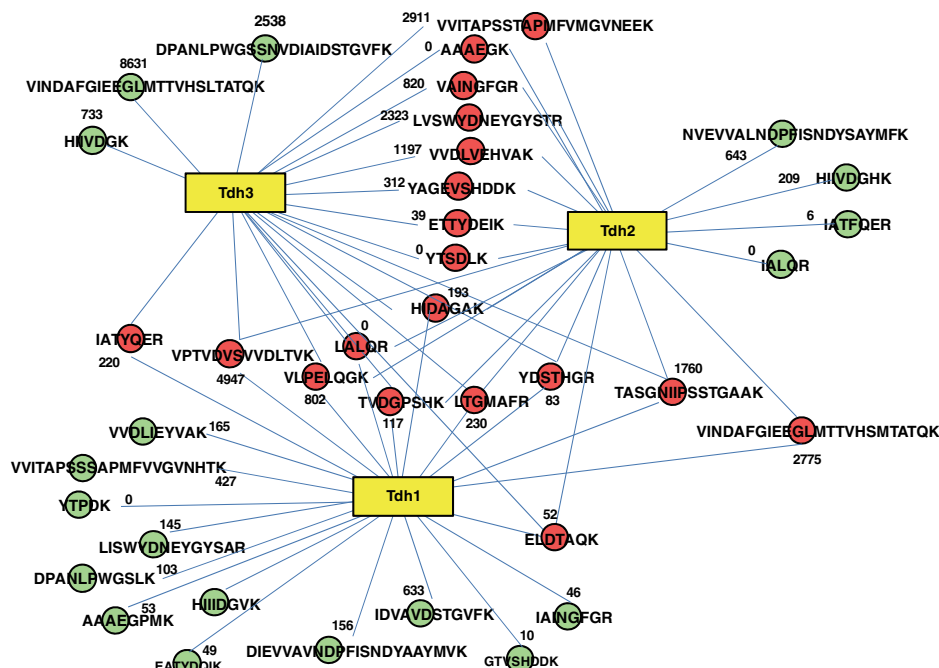 2911
VVITAPSSTAPMFVMGVNEEK
2538
DPANLPWGSSNVDIAIDSTGVFK
0
AAAEGK
8631
VINDAFGIEEGLMTTVHSLTATQK
820
VAINGFGR
733
HIIVDGK
2323
LVSWYDNEYGYSTR
NVEVVALNDPFISNDYSAYMFK
643
1197
VVDLVEHVAK
209
HIIVDGHK
Tdh3
312
YAGEVSHDDK
39
ETTYDEIK
Tdh2
6
IATFQER
0
YTSDLK
0
IALQR
193
HIDAGAK
IATYQER
220
0
LALQR
VPTVDVSVVDLTVK
4947
VLPELQGK
802
YDSTHGR
83
1760
TASGNIIPSSTGAAK
TVDGPSHK
117
LTGMAFR
230
VINDAFGIEEGLMTTVHSMTATQK
2775
VVDLIEYVAK
165
VVITAPSSSAPMFVVGVNHTK
427
Tdh1
YTPDK
0
145
LISWYDNEYGYSAR
52
ELDTAQK
DPANLPWGSLK
103
AAAEGPMK
53
HIIIDGVK
633
IDVAVDSTGVFK
46
IAINGFGR
156
DIEVVAVNDPFISNDYAAYMVK
49
EATYDQIK
10
GTVSHDDK